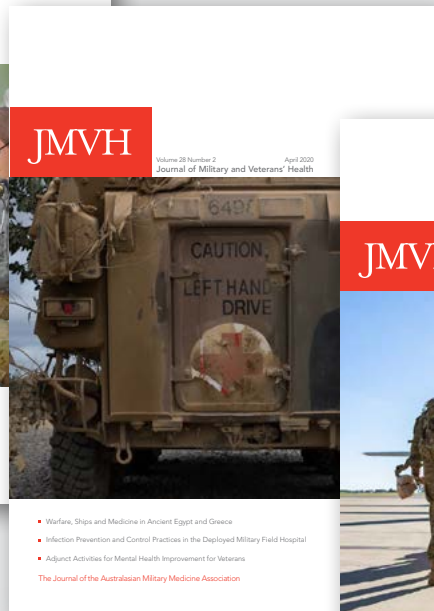 JMVH
Volume 28 Number 2 April 2020
Journal of Military and Veterans' Health
CAUTION
LEFT HAND
DRIVE
Warfare, Ships and Medicine in Ancient Egypt and Greece
Infection Prevention and Control Practices in the Deployed Military Field Hospital
Adjunct Activities for Mental Health Improvement for Veterans
The Journal of the Australasian Military Medicine Association
JMV